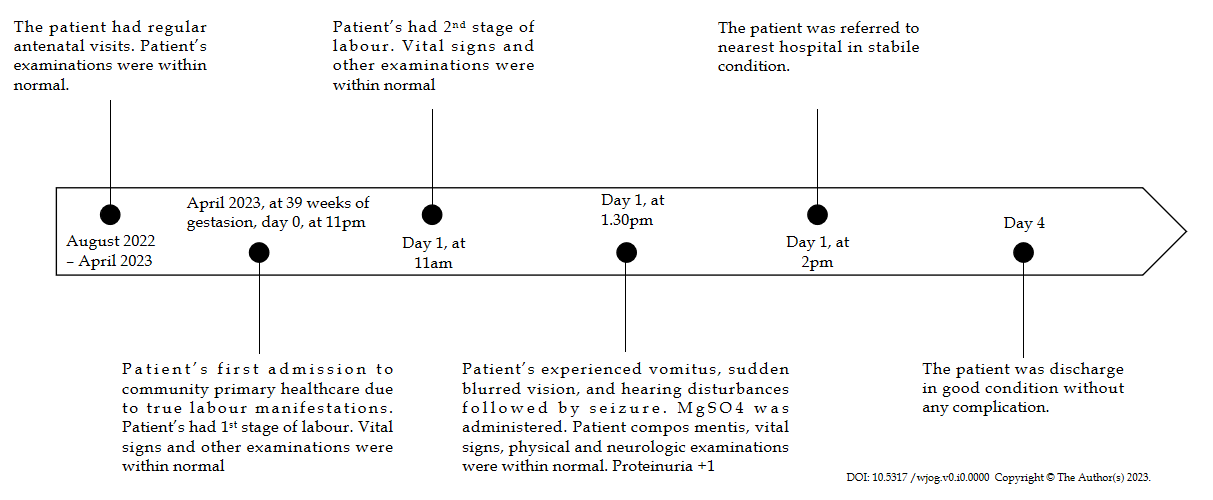 The patient had regular
antenatal visits. Patient's
examinations were within
normal.
Patient's had 2nd stage of
labour. Vital signs and
other examinations were
within normal
The patient was referred to
nearest hospital in stabile
condition.
August 2022
– April 2023
April 2023, at 39 weeks of
gestasion, day 0, at 11pm
Day 1, at
11am
Day 1, at
1.30pm
Day 1, at
2pm
Day 4
Patient's first admission to
community primary healthcare due
to true labour manifestations.
Patient's had 1st stage of labour. Vital
signs and other examinations were
within normal
Patient's experienced vomitus, sudden
blurred vision, and hearing disturbances
followed by seizure. MgSO4 was
administered. Patient compos mentis, vital
signs, physical and neurologic examinations
were within normal. Proteinuria +1
The patient was discharge
in good condition without
any complication.
DOI: 10.5317/wjog.v0.i0.0000 Copyright © The Author(s) 2023.